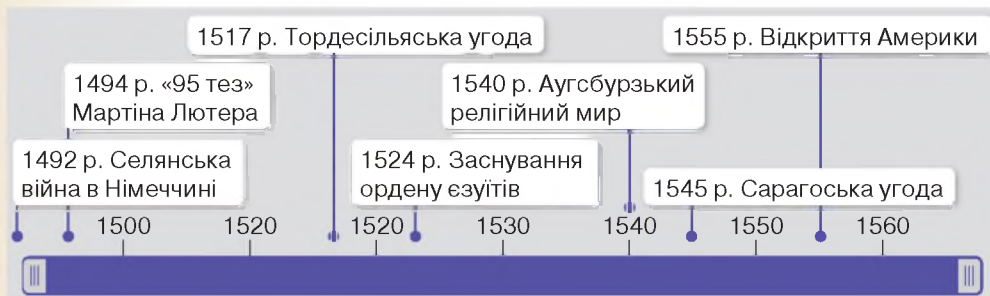 1517 р. Тордесільяська угода
1555 р. Відкриття Америки
1494 р. «95 тез»
Мартіна Лютера
1540 р. Аугсбурзький
релігійний мир
1492 р. Селянська
війна в Німеччині
1524 р. Заснування
ордену єзуїтів
1545 р. Сарагоська угода
1500 1520 1520 1530 1540 1550 1560